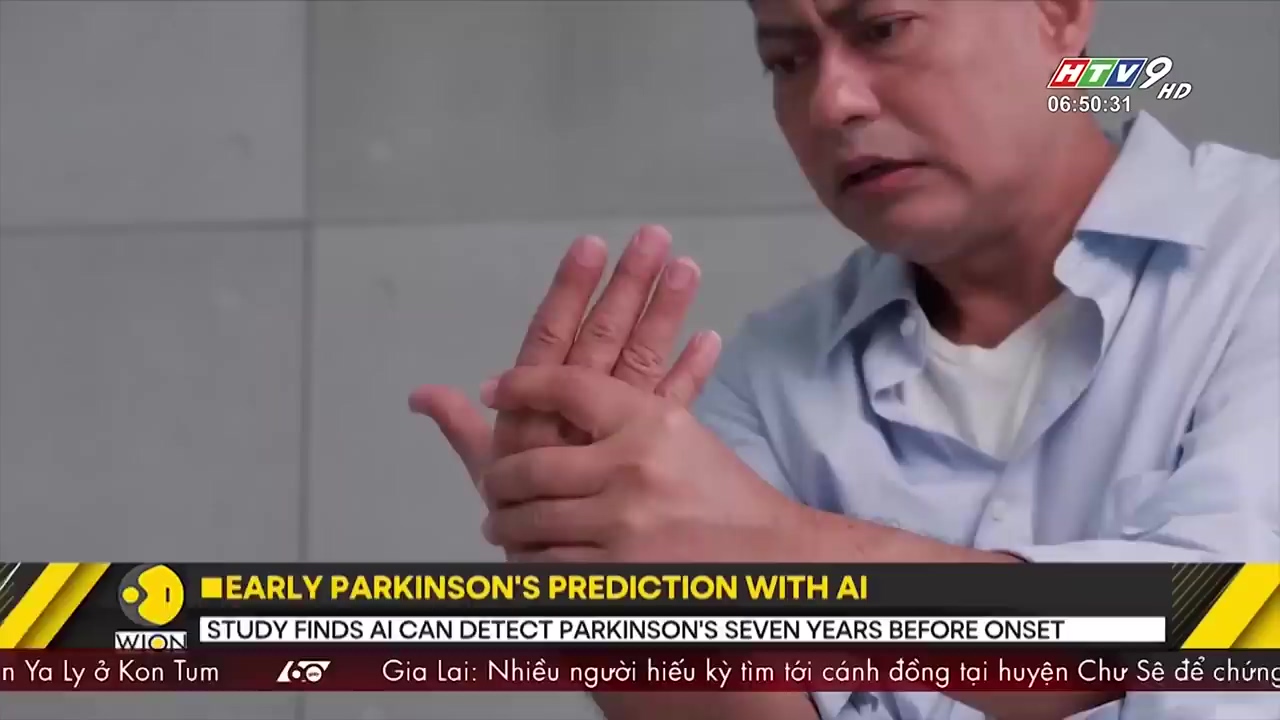 HTV9 HD
06:50:31
EARLY PARKINSON'S PREDICTION WITH AI
WION
STUDY FINDS AI CAN DETECT PARKINSON'S SEVEN YEARS BEFORE ONSET
n Ya Ly ở Kon Tum 60 giây Gia Lai: Nhiều người hiếu kỳ tìm tới cánh đồng tại huyện Chư Sê để chứng